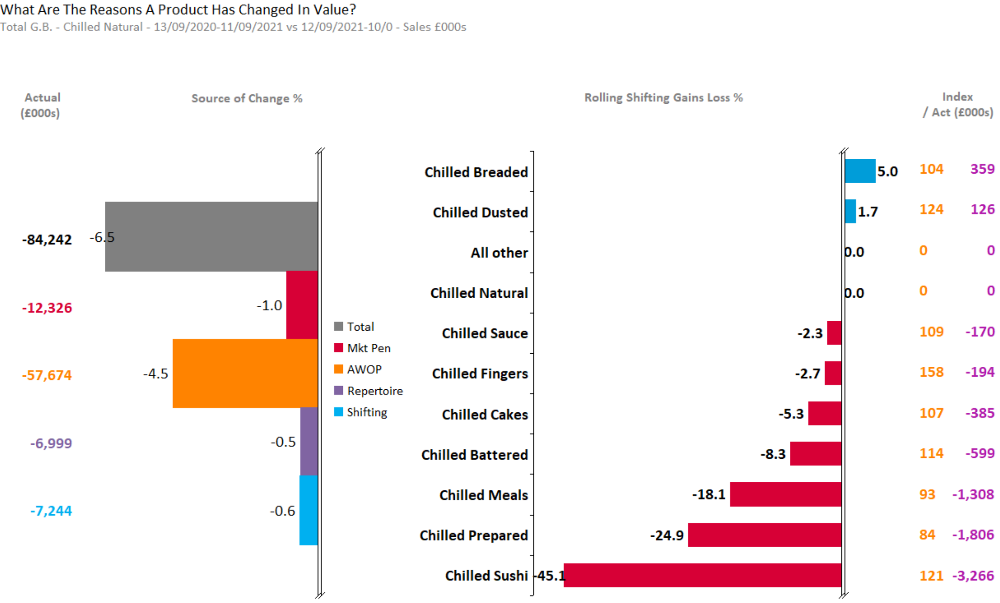 What Are The Reasons A Product Has Changed In Value?
Total G.B. - Chilled Natural - 13/09/2020-11/09/2021 vs 12/09/2021-10/0 - Sales £000s
Actual
(£000s)
Source of Change %
Rolling Shifting Gains Loss %
Index
/ Act (£000s)
-84,242 -6.5
-12,326 -1.0
-57,674 -4.5
-6,999 -0.5
-7,244 -0.6
Total
Mkt Pen
AWOP
Repertoire
Shifting
Chilled Breaded 5.0 104 359
Chilled Dusted 1.7 124 126
All other 0.0 0 0
Chilled Natural 0.0 0 0
Chilled Sauce -2.3 109 -170
Chilled Fingers -2.7 158 -194
Chilled Cakes -5.3 107 -385
Chilled Battered -8.3 114 -599
Chilled Meals -18.1 93 -1,308
Chilled Prepared -24.9 84 -1,806
Chilled Sushi -45.1 121 -3,266